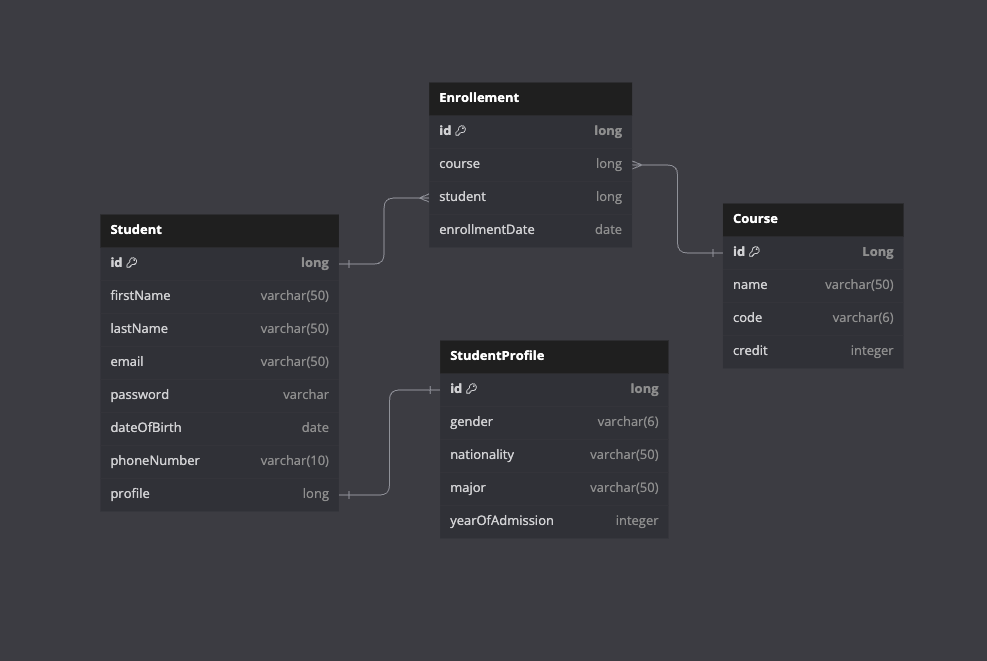 Enrollement
id long
course long
student long
enrollmentDate date
Student
id long
firstName varchar(50)
lastName varchar(50)
email varchar(50)
password varchar
dateOfBirth date
phoneNumber varchar(10)
profile long
Course
id Long
name varchar(50)
code varchar(6)
credit integer
StudentProfile
id long
gender varchar(6)
nationality varchar(50)
major varchar(50)
yearOfAdmission integer